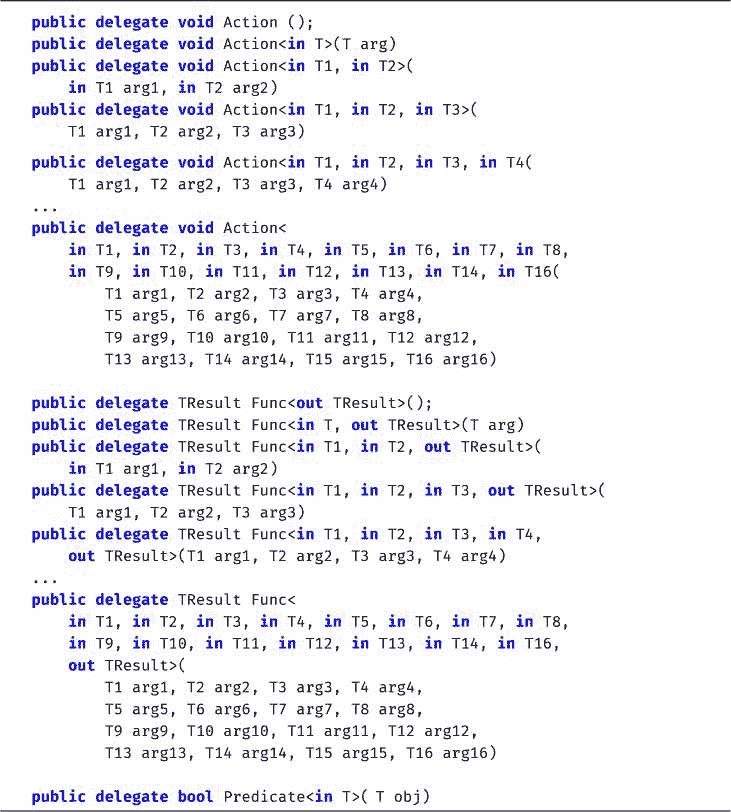 public delegate void Action ();
public delegate void Action<in T>(T arg)
public delegate void Action<in T1, in T2>(
in T1 arg1, in T2 arg2)
public delegate void Action<in T1, in T2, in T3>(
T1 arg1, T2 arg2, T3 arg3)
public delegate void Action<in T1, in T2, in T3, in T4(
T1 arg1, T2 arg2, T3 arg3, T4 arg4)
...
public delegate void Action<
in T1, in T2, in T3, in T4, in T5, in T6, in T7, in T8,
in T9, in T10, in T11, in T12, in T13, in T14, in T16(
T1 arg1, T2 arg2, T3 arg3, T4 arg4,
T5 arg5, T6 arg6, T7 arg7, T8 arg8,
T9 arg9, T10 arg10, T11 arg11, T12 arg12,
T13 arg13, T14 arg14, T15 arg15, T16 arg16)
public delegate TResult Func<out TResult>();
public delegate TResult Func<in T, out TResult>(T arg)
public delegate TResult Func<in T1, in T2, out TResult>(
in T1 arg1, in T2 arg2)
public delegate TResult Func<in T1, in T2, in T3, out TResult>(
T1 arg1, T2 arg2, T3 arg3)
public delegate TResult Func<in T1, in T2, in T3, in T4,
out TResult>(T1 arg1, T2 arg2, T3 arg3, T4 arg4)
...
public delegate TResult Func<
in T1, in T2, in T3, in T4, in T5, in T6, in T7, in T8,
in T9, in T10, in T11, in T12, in T13, in T14, in T16,
out TResult>(
T1 arg1, T2 arg2, T3 arg3, T4 arg4,
T5 arg5, T6 arg6, T7 arg7, T8 arg8,
T9 arg9, T10 arg10, T11 arg11, T12 arg12,
T13 arg13, T14 arg14, T15 arg15, T16 arg16)
public delegate bool Predicate<in T>( T obj)